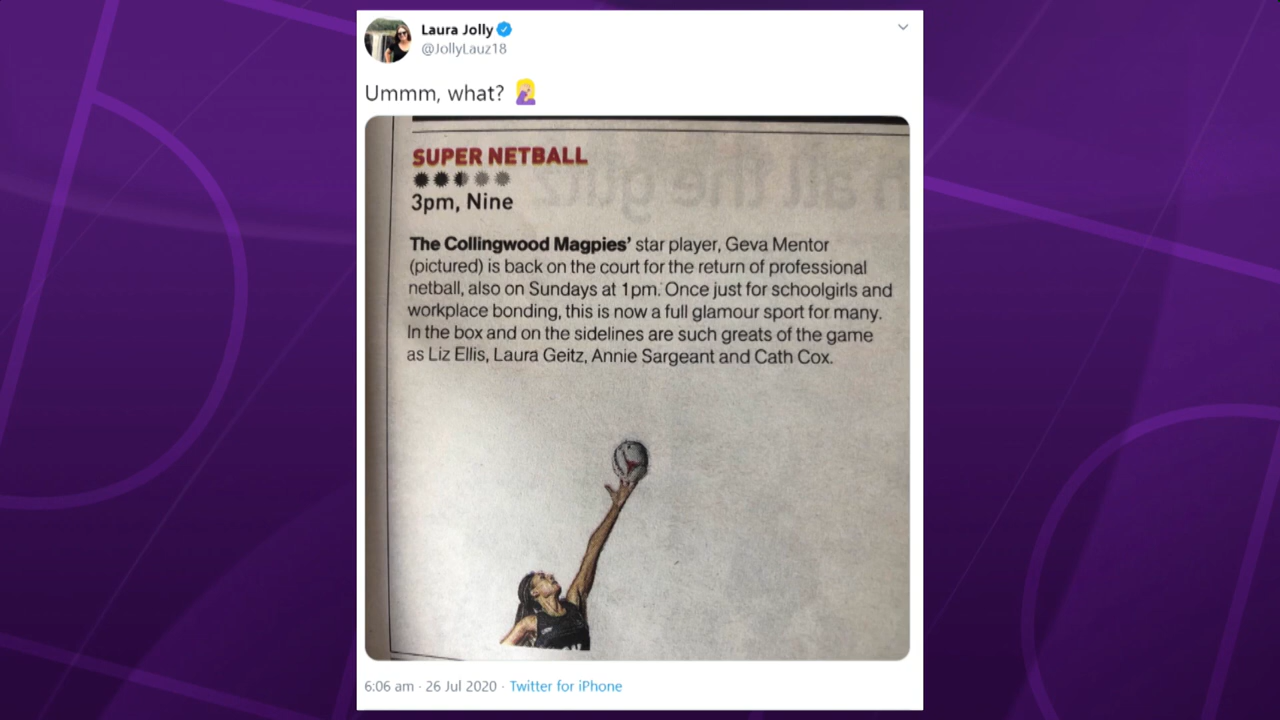 Laura Jolly
@JollyLauz18
Ummm, what? 🤦🏼‍♀️
SUPER NETBALL
3pm, Nine
The Collingwood Magpies' star player, Geva Mentor
(pictured) is back on the court for the return of professional
netball, also on Sundays at 1pm. Once just for schoolgirls and
workplace bonding, this is now a full glamour sport for many.
In the box and on the sidelines are such greats of the game
as Liz Ellis, Laura Geitz, Annie Sargeant and Cath Cox.
6:06 am · 26 Jul 2020 · Twitter for iPhone